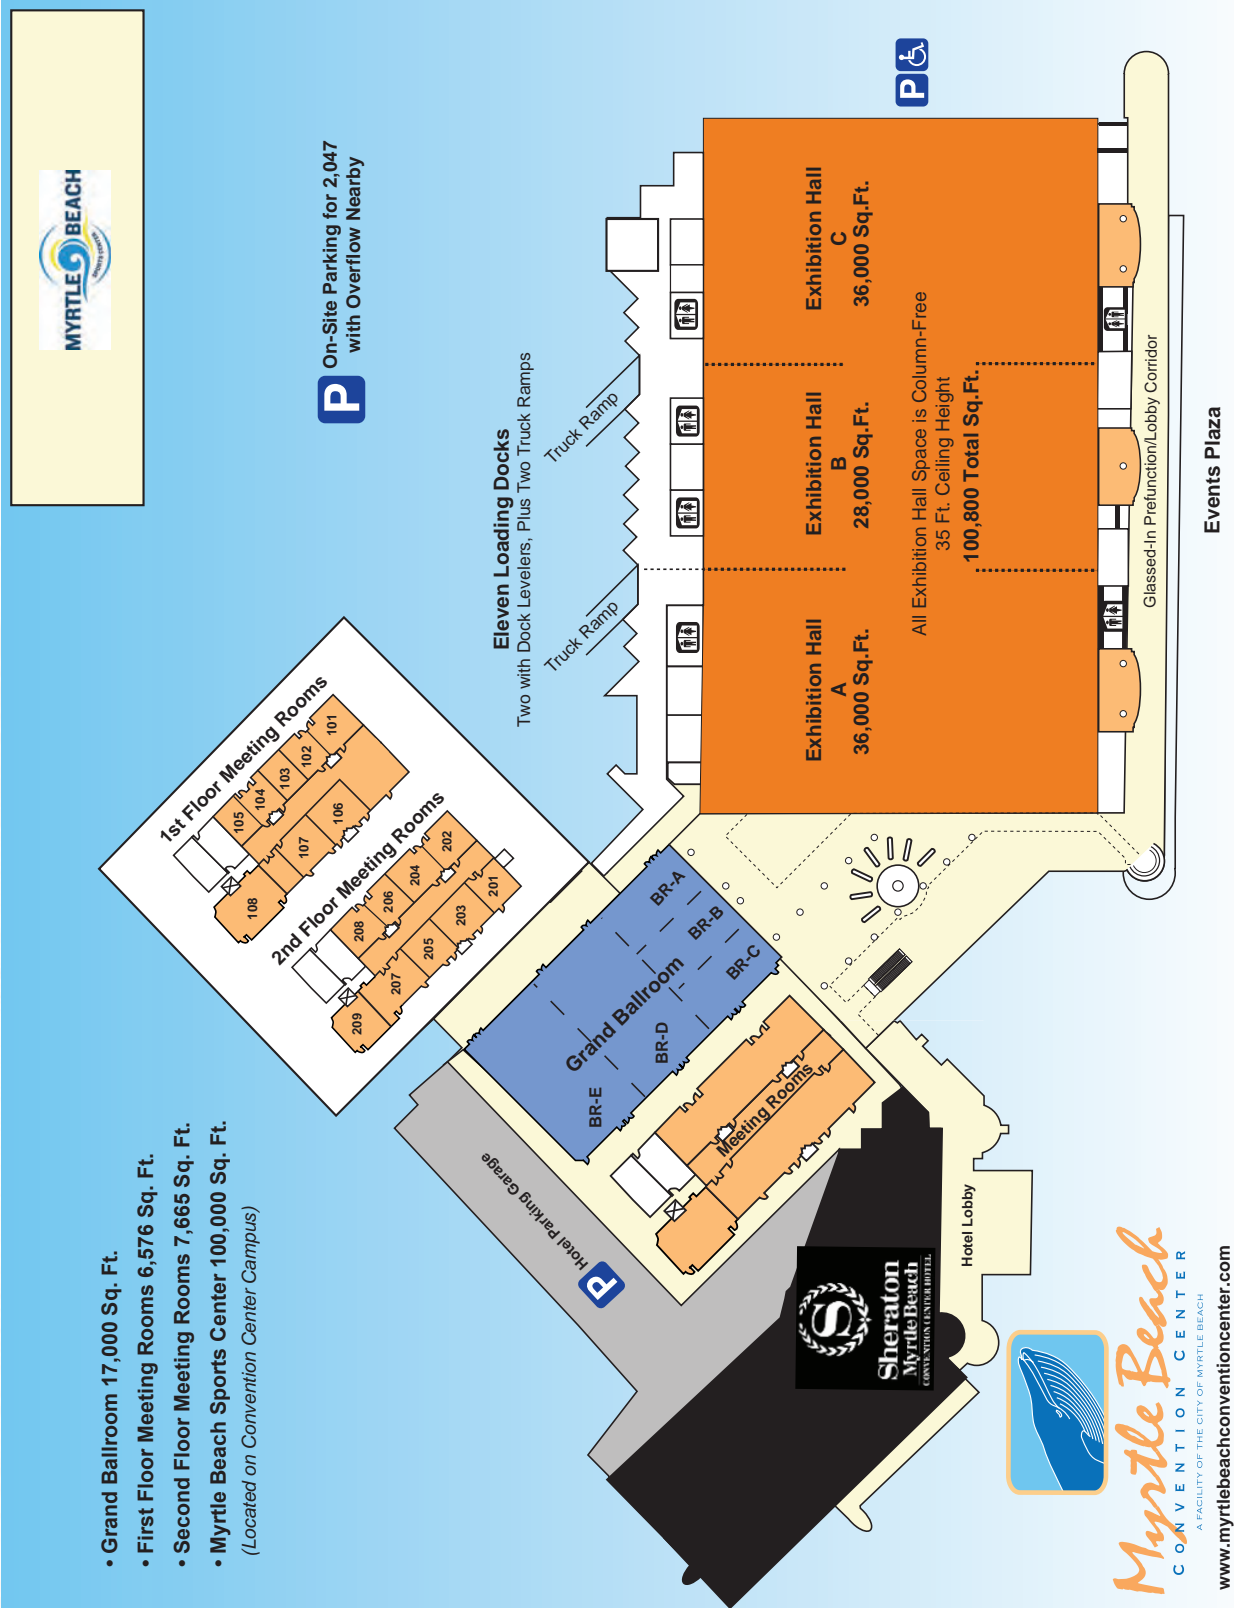 • Grand Ballroom 17,000 Sq. Ft.
• First Floor Meeting Rooms 6,576 Sq. Ft.
• Second Floor Meeting Rooms 7,665 Sq. Ft.
• Myrtle Beach Sports Center 100,000 Sq. Ft.
(Located on Convention Center Campus)
MYRTLE BEACH
SPORTS CENTER
P
On-Site Parking for 2,047
with Overflow Nearby
1st Floor Meeting Rooms
101
102
103
104
105
106
107
108
2nd Floor Meeting Rooms
202
204
206
208
201
203
205
207
209
Eleven Loading Docks
Two with Dock Levelers, Plus Two Truck Ramps
Truck Ramp
Truck Ramp
Hotel Parking Garage
P
Grand Ballroom
BR-A
BR-B
BR-C
BR-D
BR-E
Meeting Rooms
Exhibition Hall
A
36,000 Sq.Ft.
Exhibition Hall
B
28,000 Sq.Ft.
Exhibition Hall
C
36,000 Sq.Ft.
All Exhibition Hall Space is Column-Free
35 Ft. Ceiling Height
100,800 Total Sq.Ft.
P
S
Sheraton
Myrtle Beach
CONVENTION CENTER HOTEL
Hotel Lobby
Glassed-In Prefunction/Lobby Corridor
Events Plaza
Myrtle Beach
CONVENTION CENTER
A FACILITY OF THE CITY OF MYRTLE BEACH
www.myrtlebeachconventioncenter.com